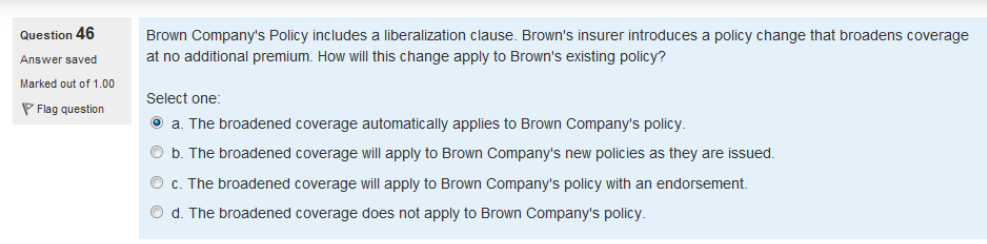 Question 46
Answer saved
Marked out of 1.00
Flag question
Brown Company's Policy includes a liberalization clause. Brown's insurer introduces a policy change that broadens coverage
at no additional premium. How will this change apply to Brown's existing policy?
Select one:
a. The broadened coverage automatically applies to Brown Company's policy.
b. The broadened coverage will apply to Brown Company's new policies as they are issued.
c. The broadened coverage will apply to Brown Company's policy with an endorsement.
d. The broadened coverage does not apply to Brown Company's policy.